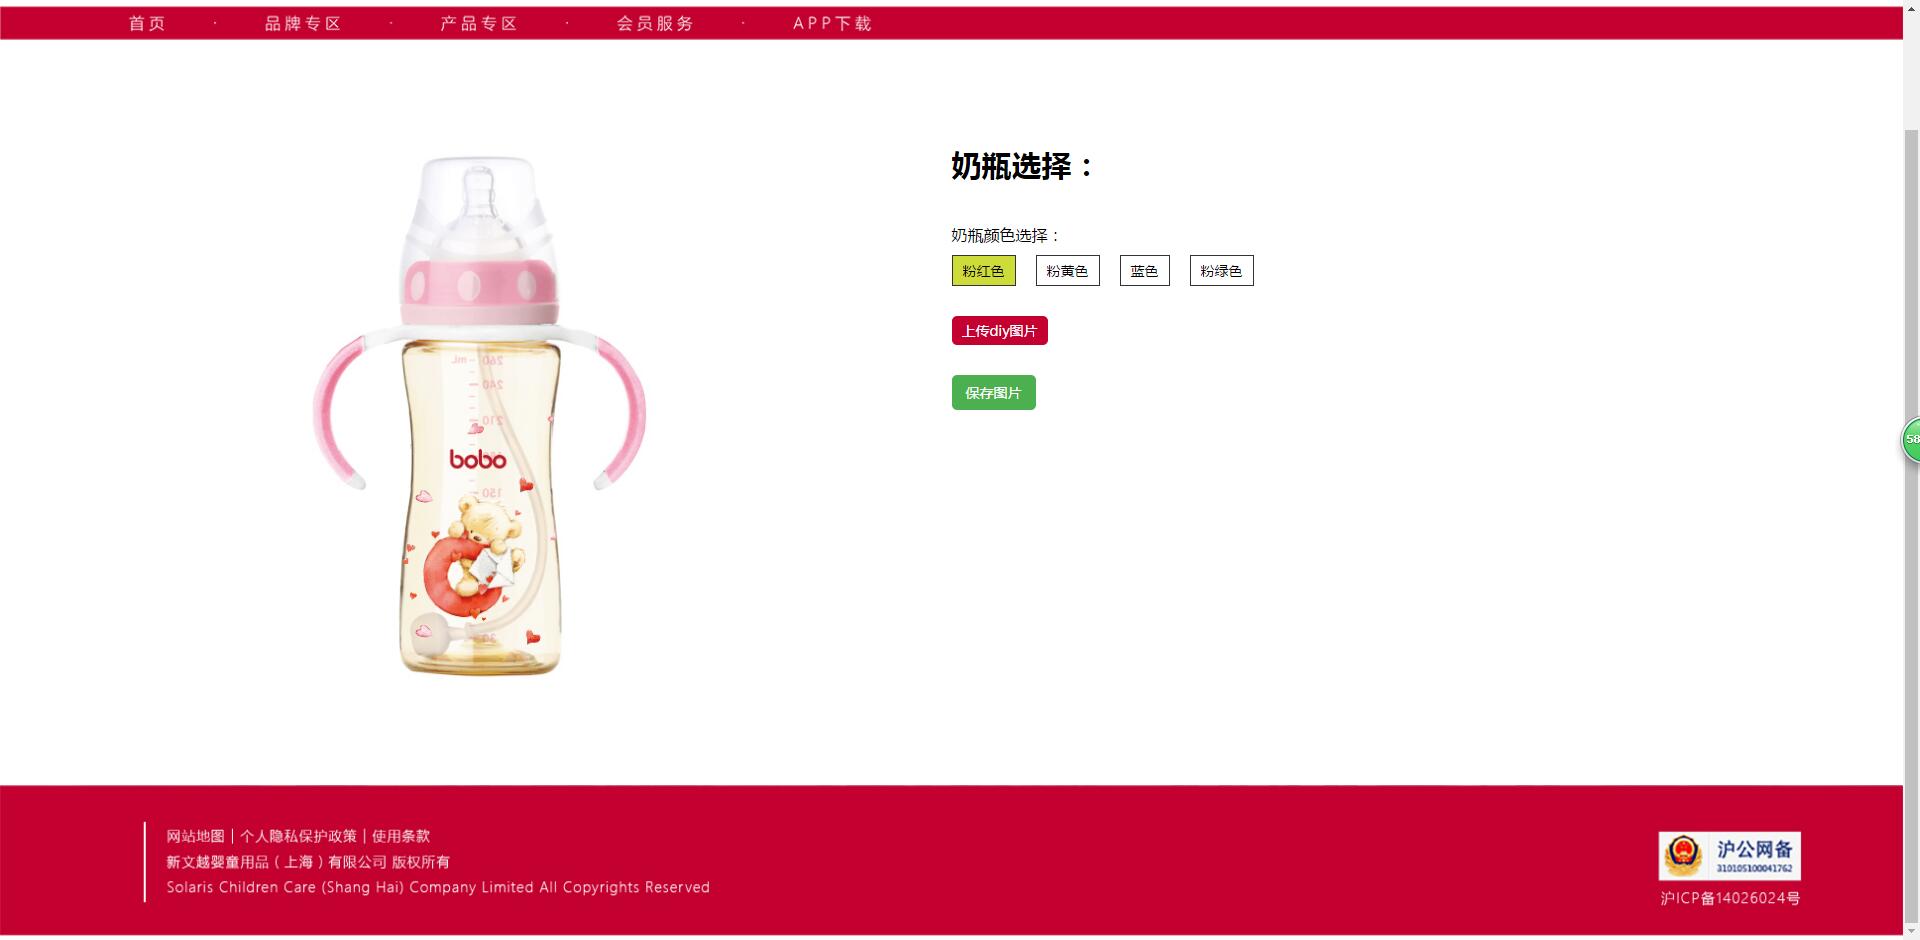 首页 · 品牌专区 · 产品专区 · 会员服务 · APP下载
奶瓶选择：
奶瓶颜色选择：
粉红色 粉黄色 蓝色 粉绿色
上传diy图片
保存图片
260 mL
240
210
bobo
150
30
58
网站地图 | 个人隐私保护政策 | 使用条款
新文越婴童用品（上海）有限公司 版权所有
Solaris Children Care (Shang Hai) Company Limited All Copyrights Reserved
沪公网备
310105100041762
沪ICP备14026024号